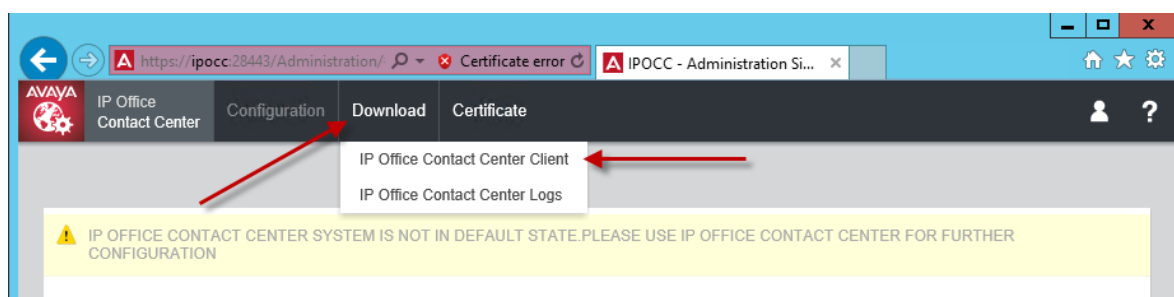 https://ipocc:28443/Administration/ Certificate error IPOCC - Administration Si...
AVAYA
IP Office
Contact Center
Configuration Download Certificate
IP Office Contact Center Client
IP Office Contact Center Logs
IP OFFICE CONTACT CENTER SYSTEM IS NOT IN DEFAULT STATE.PLEASE USE IP OFFICE CONTACT CENTER FOR FURTHER
CONFIGURATION